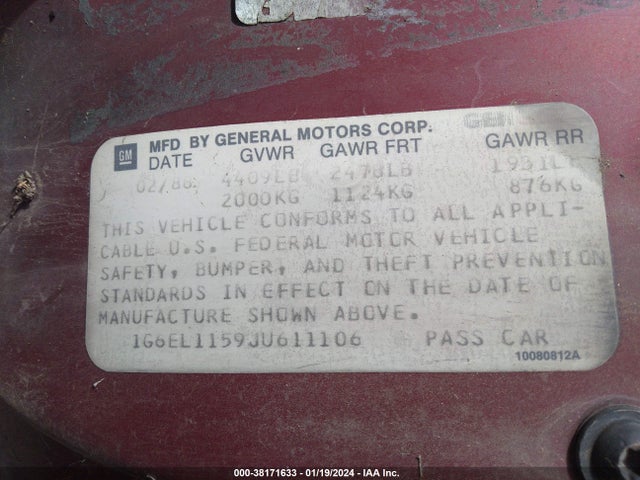 GM MFD BY GENERAL MOTORS CORP.
DATE GVWR GAWR FRT GAWR RR
02/88 4409LB 2478LB 1931LB
2000KG 1124KG 876KG
THIS VEHICLE CONFORMS TO ALL APPLI-
CABLE U.S. FEDERAL MOTOR VEHICLE
SAFETY, BUMPER, AND THEFT PREVENTION
STANDARDS IN EFFECT ON THE DATE OF
MANUFACTURE SHOWN ABOVE.
1G6EL1159JU611106 PASS CAR
10080812A
000-38171633 - 01/19/2024 - IAA Inc.